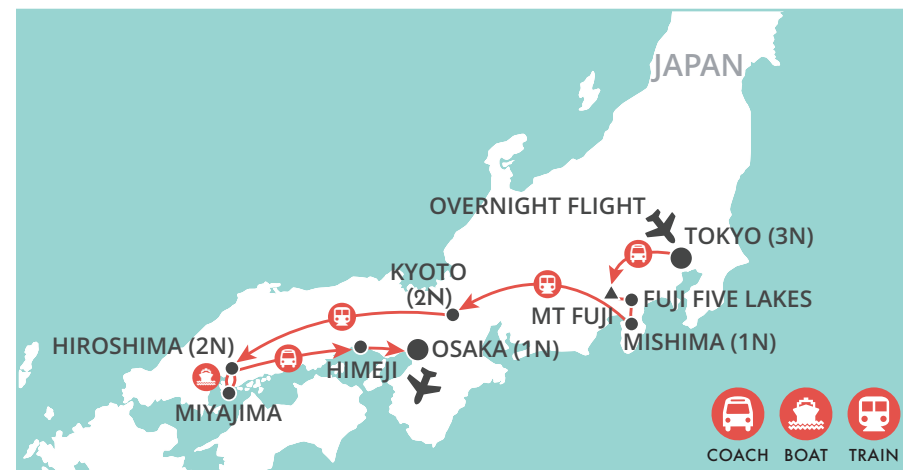 JAPAN
OVERNIGHT FLIGHT
TOKYO (3N)
KYOTO
(2N)
FUJI FIVE LAKES
MT FUJI
MISHIMA (1N)
HIROSHIMA (2N)
OSAKA (1N)
HIMEJI
MIYAJIMA
COACH BOAT TRAIN